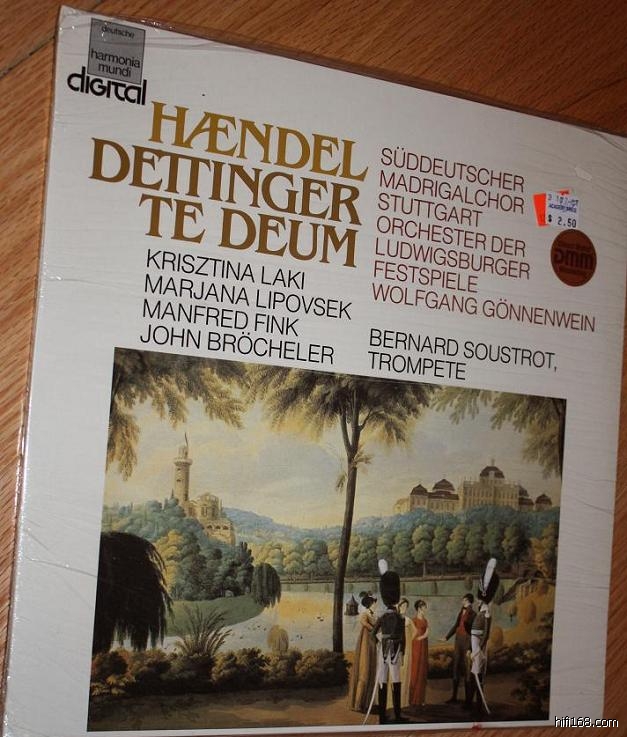 deutsche
harmonia
mundi
digital
HÆNDEL
DETTINGER
TE DEUM
KRISZTINA LAKI
MARJANA LIPOVSEK
MANFRED FINK
JOHN BRÖCHELER
SÜDDEUTSCHER
MADRIGALCHOR
STUTTGART
ORCHESTER DER
LUDWIGSBURGER
FESTSPIELE
WOLFGANG GÖNNENWEIN
BERNARD SOUSTROT,
TROMPETE
$ 2.50
DMM
hifi168.com